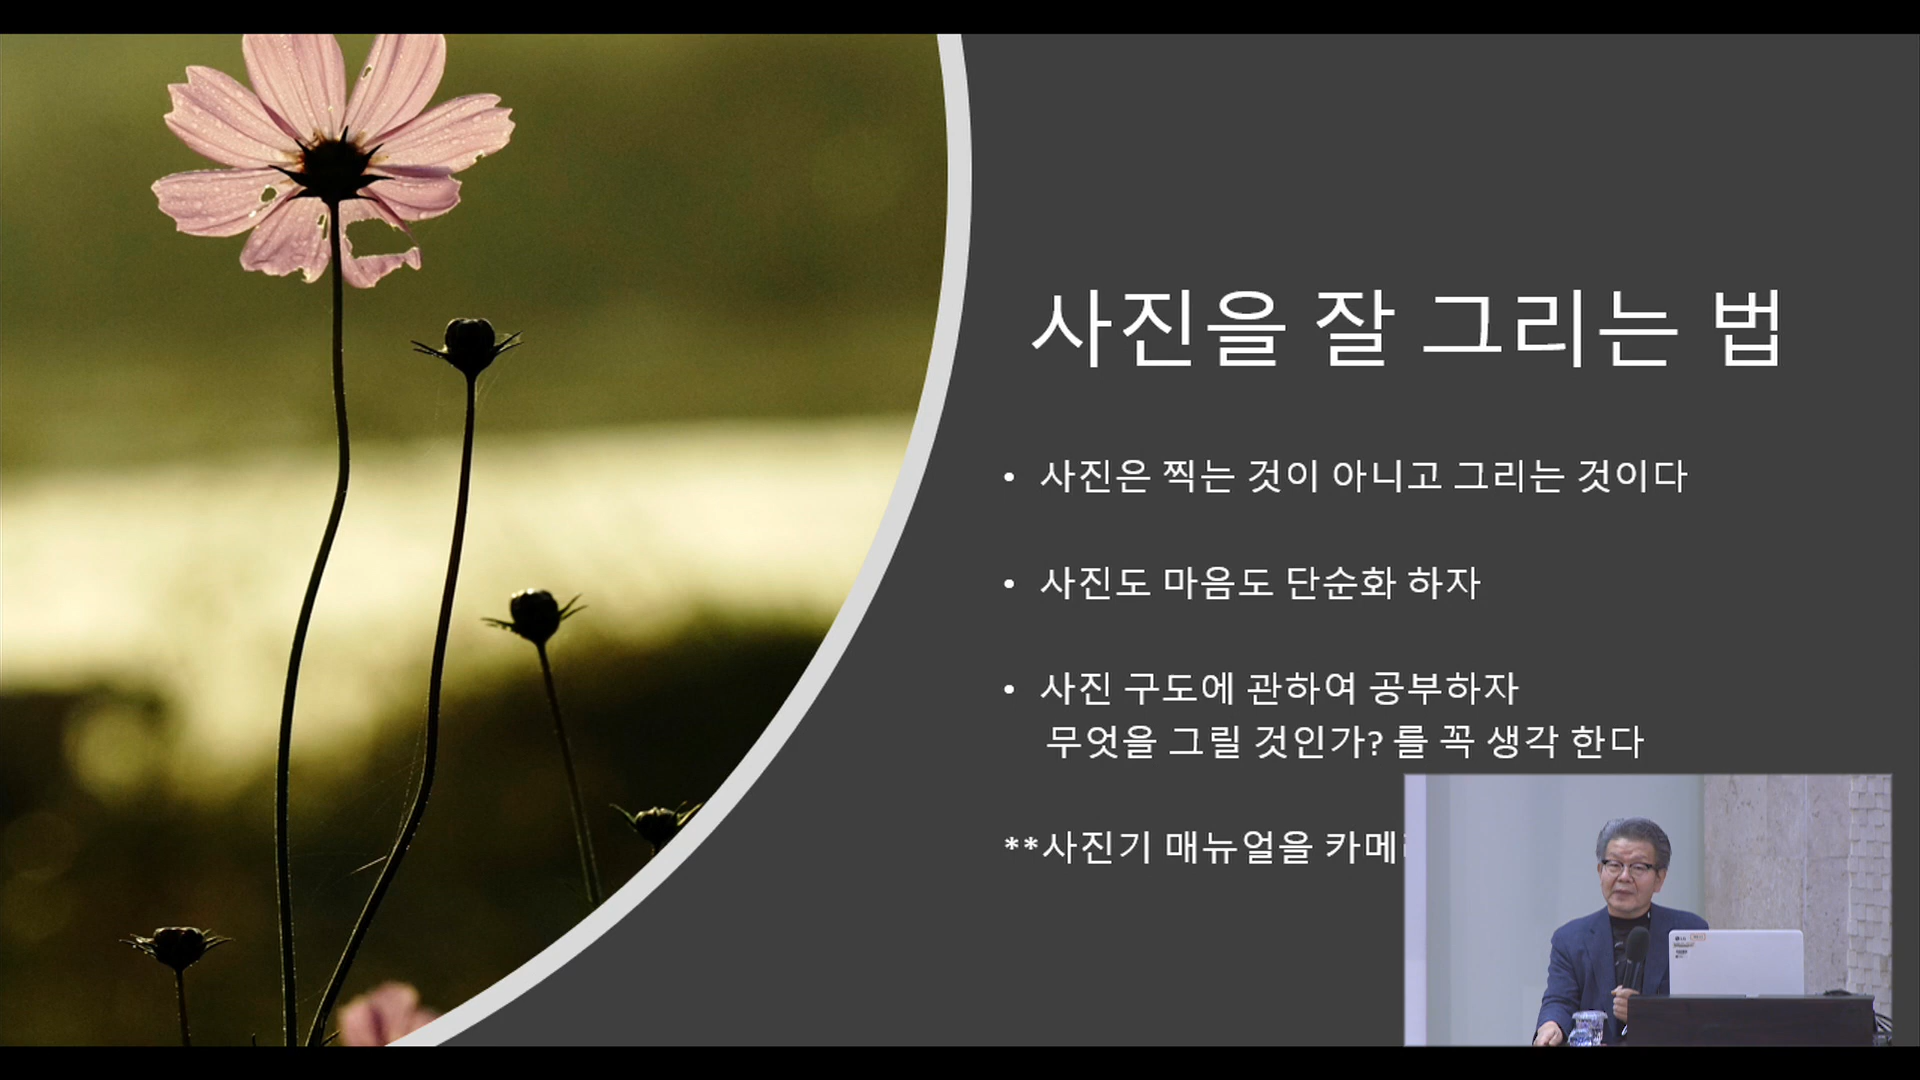 사진을 잘 그리는 법
• 사진은 찍는 것이 아니고 그리는 것이다
• 사진도 마음도 단순화 하자
• 사진 구도에 관하여 공부하자
무엇을 그릴 것인가? 를 꼭 생각 한다
**사진기 매뉴얼을
LG